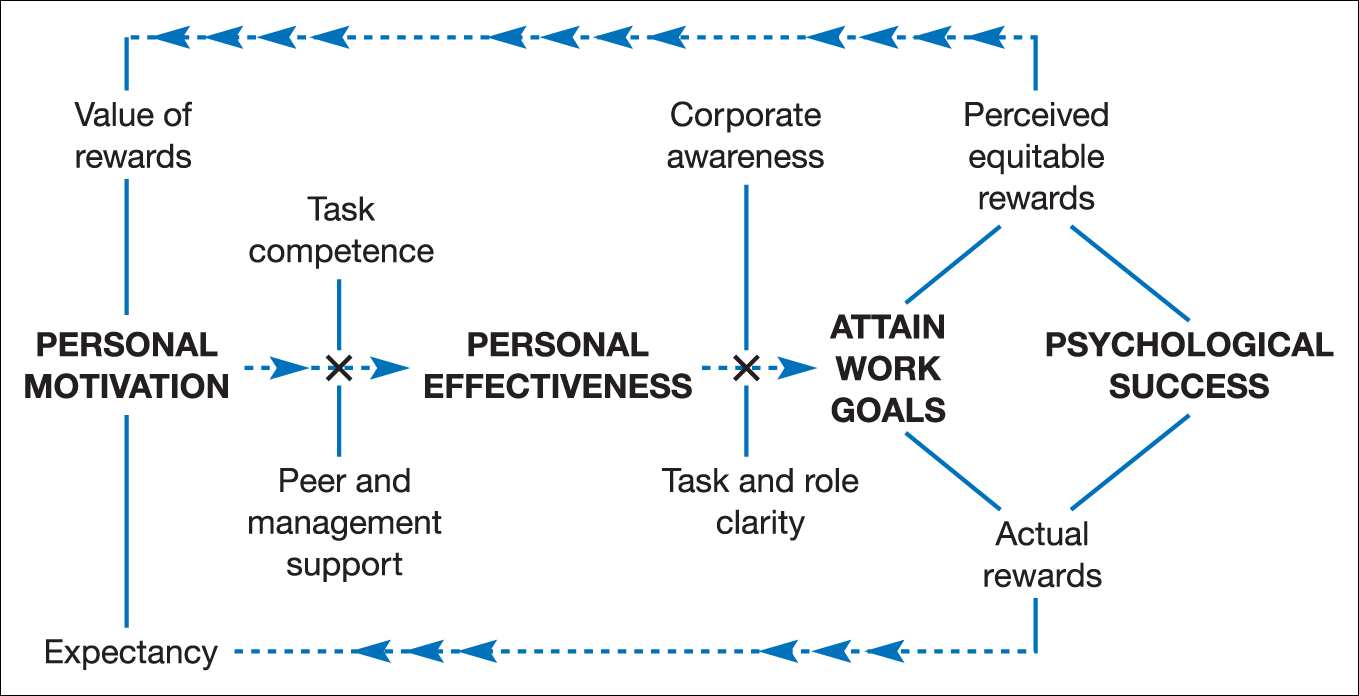 Value of
rewards
Corporate
awareness
Perceived
equitable
rewards
Task
competence
PERSONAL
MOTIVATION
PERSONAL
EFFECTIVENESS
ATTAIN
WORK
GOALS
PSYCHOLOGICAL
SUCCESS
Peer and
management
support
Task and role
clarity
Actual
rewards
Expectancy